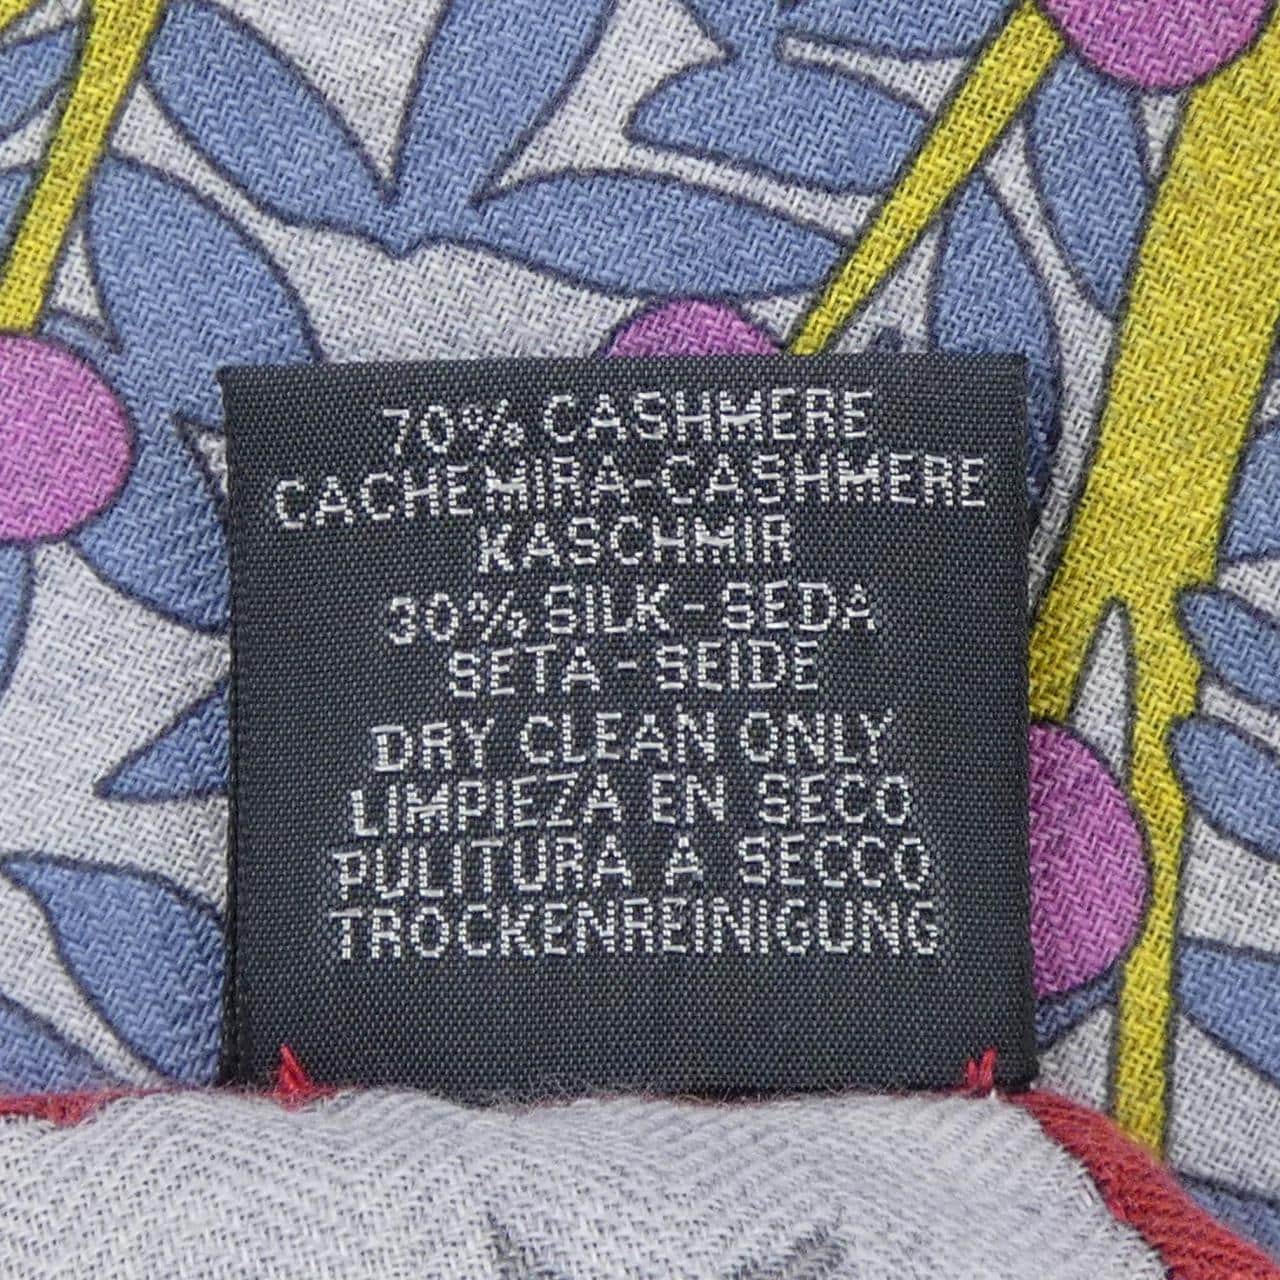 70% CASHMERE
CACHEMIRA-CASHMERE
KASCHMIR
30% SILK-SEDA
SETA-SEIDE
DRY CLEAN ONLY
LIMPIEZA EN SECO
PULITURA A SECCO
TROCKENREINIGUNG